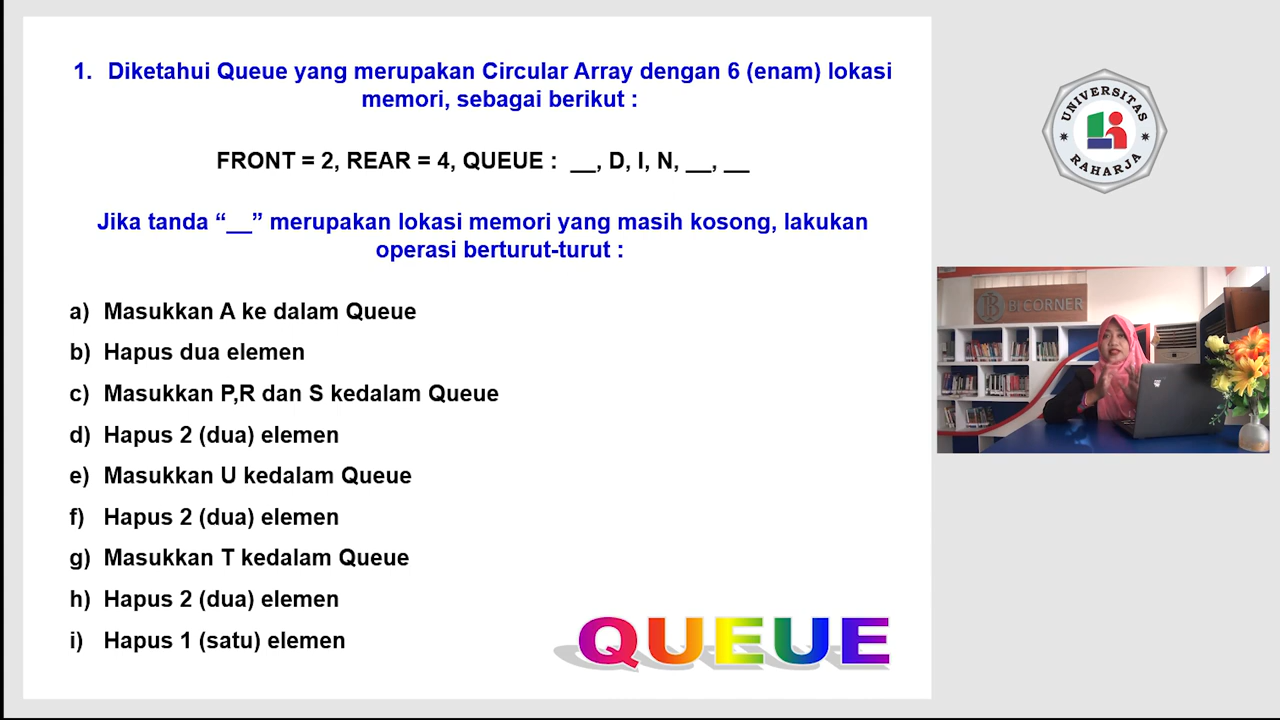 1. Diketahui Queue yang merupakan Circular Array dengan 6 (enam) lokasi
memori, sebagai berikut :
FRONT = 2, REAR = 4, QUEUE : __, D, I, N, __, __
Jika tanda “__” merupakan lokasi memori yang masih kosong, lakukan
operasi berturut-turut :
a) Masukkan A ke dalam Queue
b) Hapus dua elemen
c) Masukkan P,R dan S kedalam Queue
d) Hapus 2 (dua) elemen
e) Masukkan U kedalam Queue
f) Hapus 2 (dua) elemen
g) Masukkan T kedalam Queue
h) Hapus 2 (dua) elemen
i) Hapus 1 (satu) elemen
QUEUE
UNIVERSITAS
RAHARJA
BI CORNER